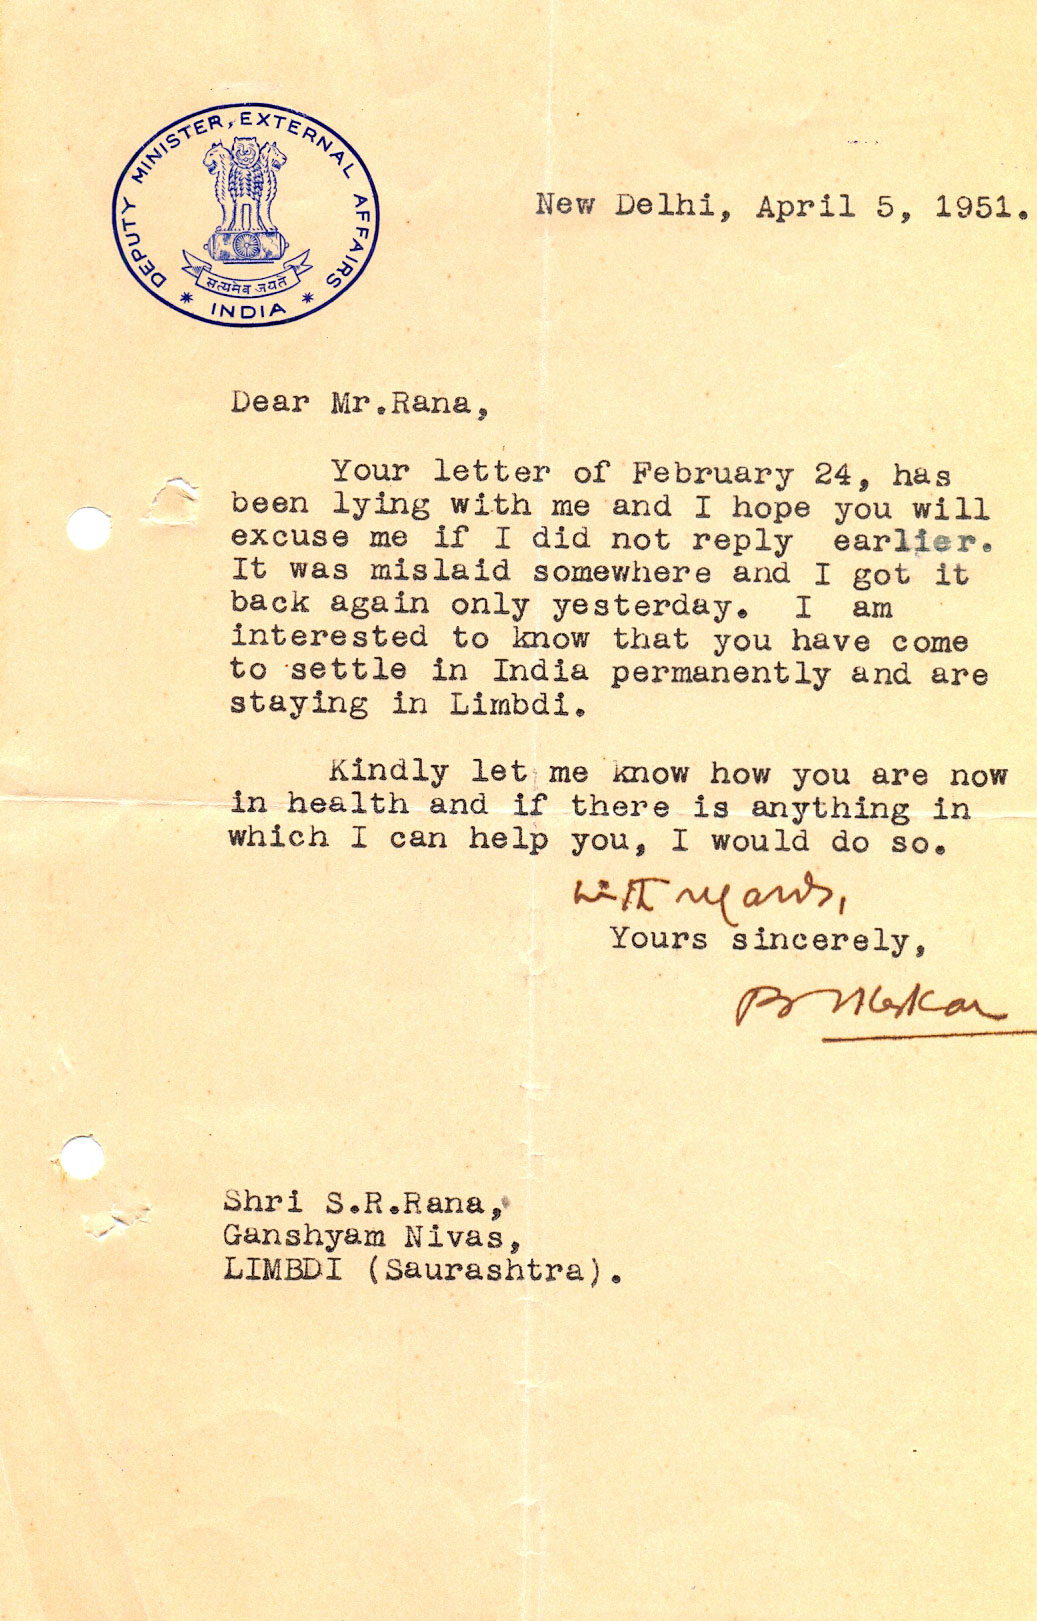 DEPUTY MINISTER, EXTERNAL AFFAIRS
सत्यमेव जयते
* INDIA *
New Delhi, April 5, 1951.
Dear Mr.Rana,
Your letter of February 24, has
been lying with me and I hope you will
excuse me if I did not reply earlier.
It was mislaid somewhere and I got it
back again only yesterday. I am
interested to know that you have come
to settle in India permanently and are
staying in Limbdi.
Kindly let me know how you are now
in health and if there is anything in
which I can help you, I would do so.
with regards,
Yours sincerely,
Shri S.R.Rana,
Ganshyam Nivas,
LIMBDI (Saurashtra).